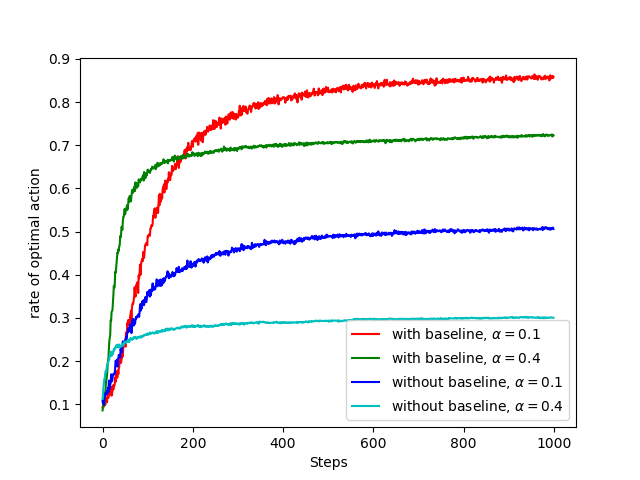 0.9
0.8
0.7
0.6
0.5
0.4
0.3
0.2
0.1
rate of optimal action
with baseline, α = 0.1
with baseline, α = 0.4
without baseline, α = 0.1
without baseline, α = 0.4
0 200 400 600 800 1000
Steps